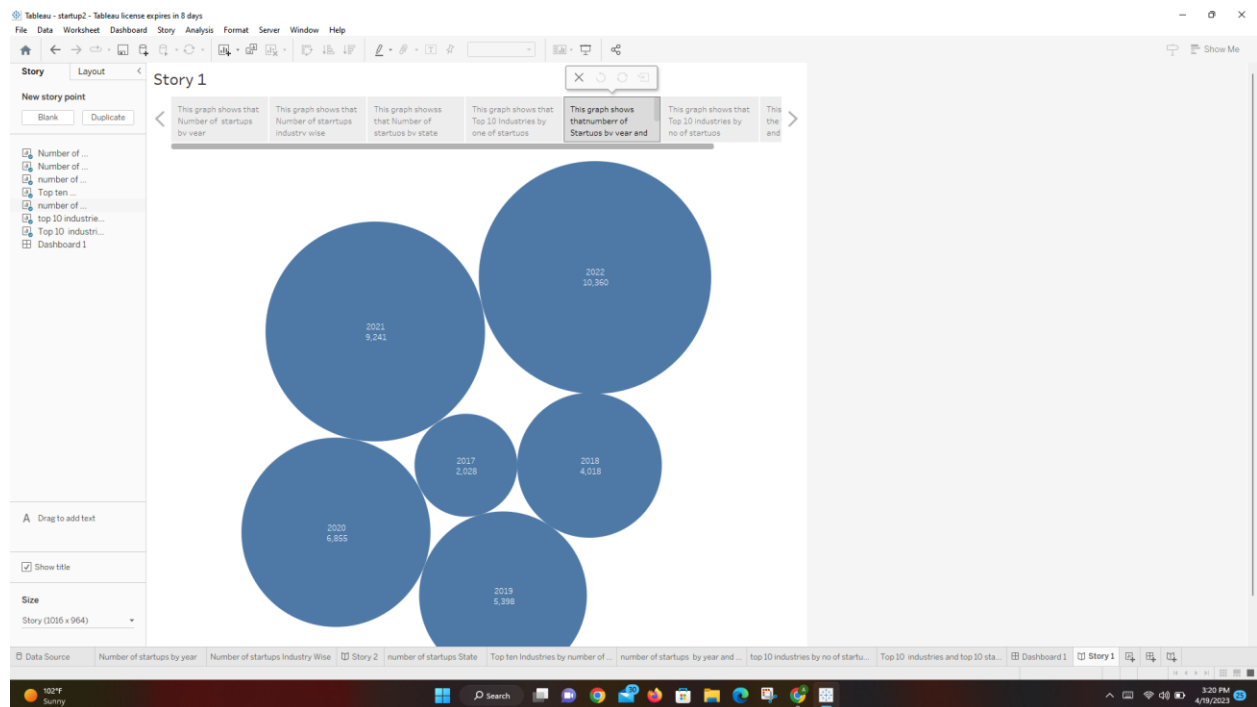 Tableau - startup2 - Tableau license expires in 8 days
File Data Worksheet Dashboard Story Analysis Format Server Window Help
Show Me
Story Layout
New story point
Blank Duplicate
Number of ...
Number of ...
number of ...
Top ten ...
number of ...
top 10 industrie...
Top 10 industri...
Dashboard 1
A Drag to add text
Show title
Size
Story (1016 x 964)
Story 1
This graph shows that
Number of startups
by year
This graph shows that
Number of starrtups
industry wise
This graph showss
that Number of
startups by state
This graph shows that
Top 10 Industries by
one of startups
This graph shows
thatnumberr of
Startups by year and
This graph shows that
Top 10 industries by
no of startups
This
the
and
2022
10,360
2021
9,241
2017
2,028
2018
4,018
2020
6,855
2019
5,398
Data Source Number of startups by year Number of startups Industry Wise Story 2 number of startups State Top ten Industries by number of ... number of startups by year and ... top 10 industries by no of startu... Top 10 industries and top 10 sta... Dashboard 1 Story 1
102°F
Sunny
Search
30
3:20 PM
4/19/2023
25